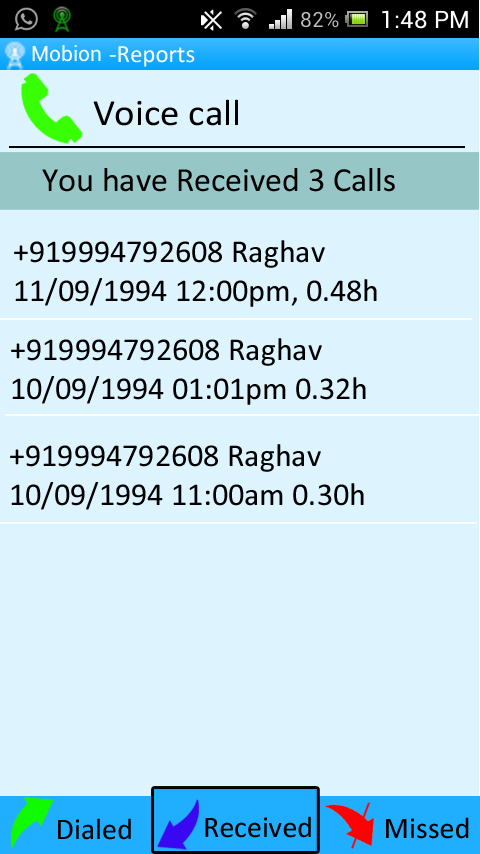 82% 1:48 PM
Mobion -Reports
Voice call
You have Received 3 Calls
+919994792608 Raghav
11/09/1994 12:00pm, 0.48h
+919994792608 Raghav
10/09/1994 01:01pm 0.32h
+919994792608 Raghav
10/09/1994 11:00am 0.30h
Dialed Received Missed